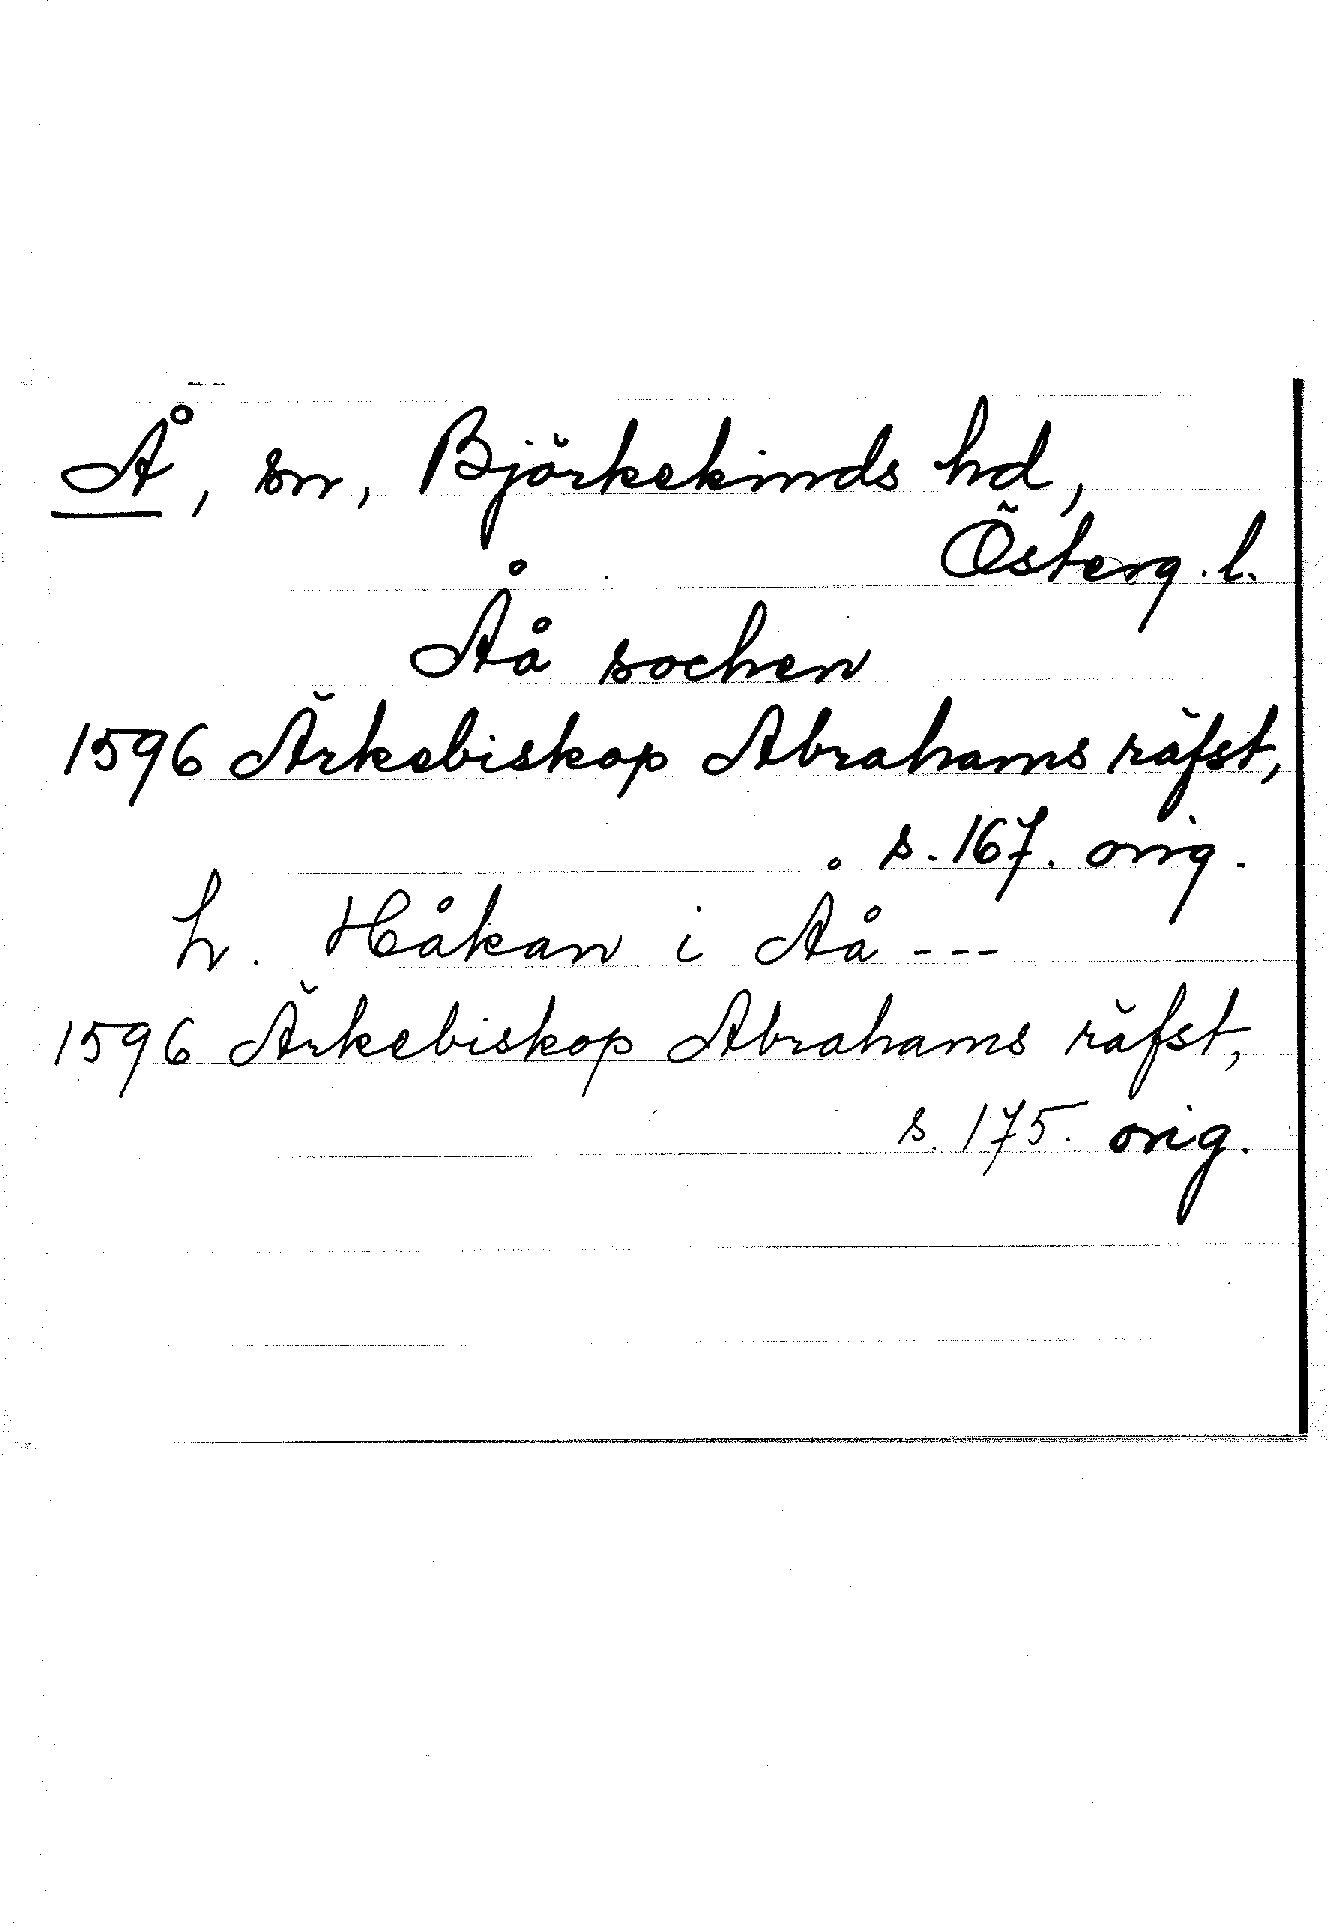 Å, sn, Björkekinds hd,
Österg. l.
Åå sochen
1596 Ärkebiskop Abrahams räfst,
s. 167. orig.
h. Håkan i Åå ---
1596 Ärkebiskop Abrahams räfst,
s. 175. orig.